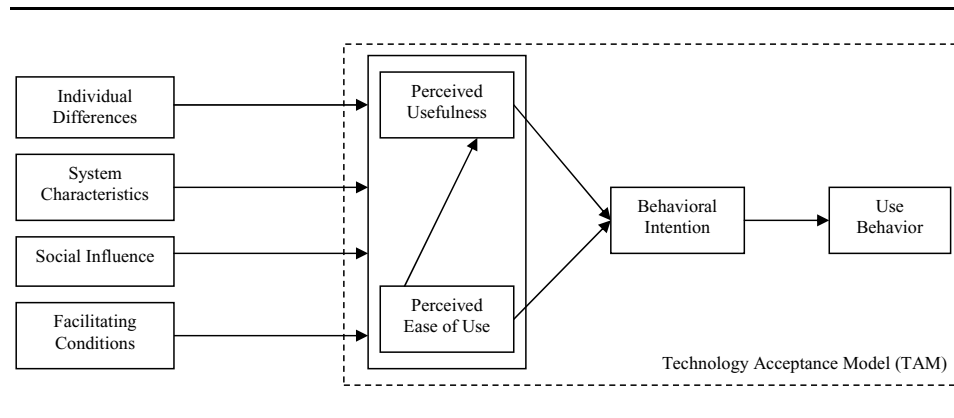 Individual
Differences
System
Characteristics
Social Influence
Facilitating
Conditions
Perceived
Usefulness
Perceived
Ease of Use
Behavioral
Intention
Use
Behavior
Technology Acceptance Model (TAM)